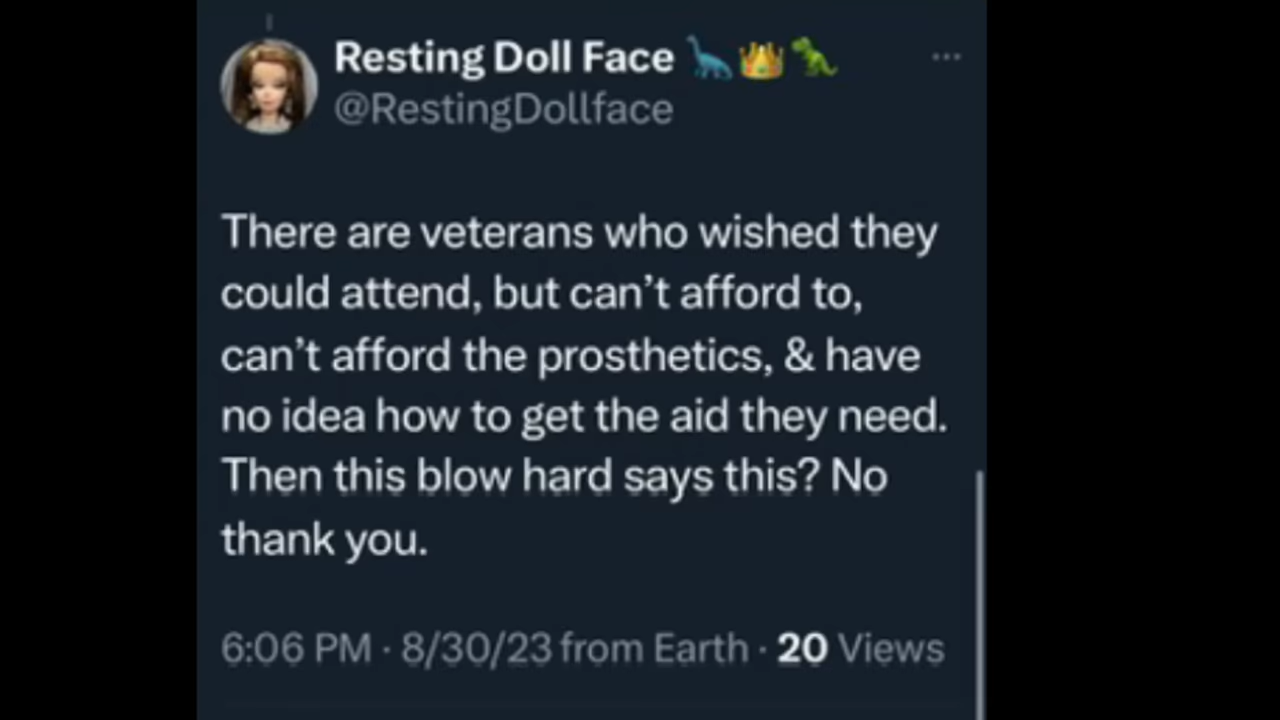 Resting Doll Face 🦕👑🦖
@RestingDollface
There are veterans who wished they
could attend, but can’t afford to,
can’t afford the prosthetics, & have
no idea how to get the aid they need.
Then this blow hard says this? No
thank you.
6:06 PM · 8/30/23 from Earth · 20 Views